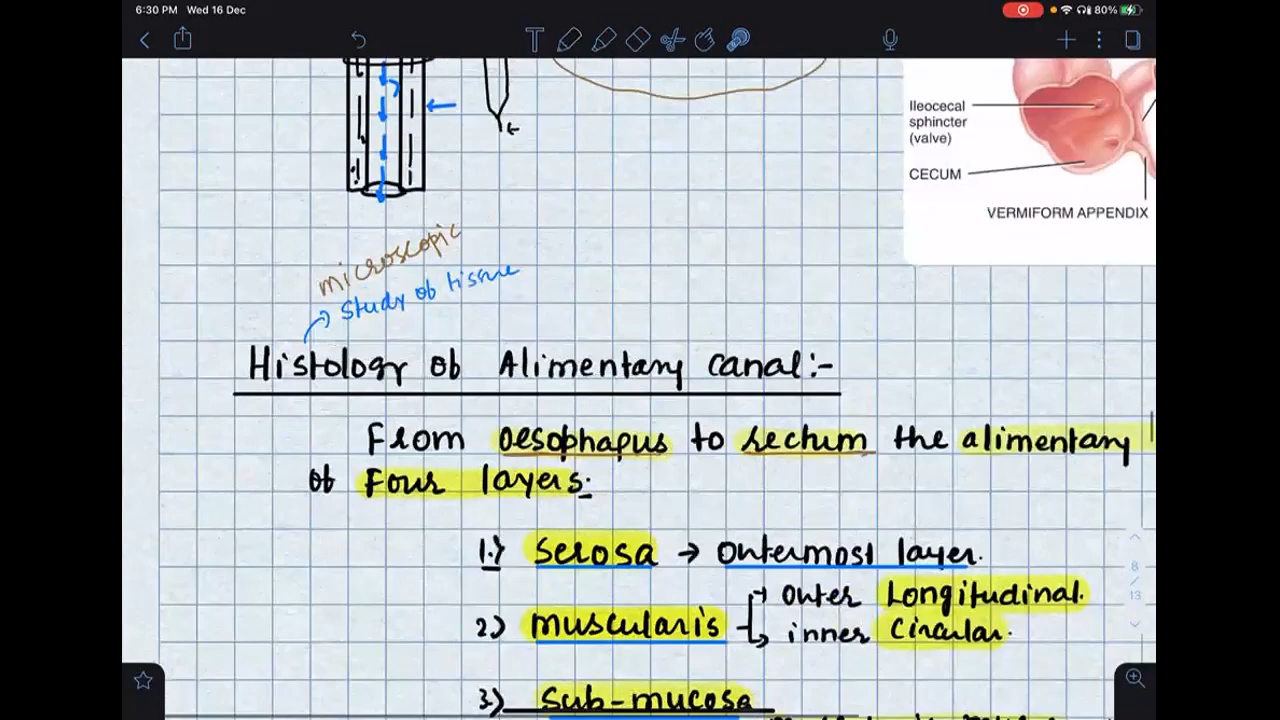 6:30 PM Wed 16 Dec
80%
T
Ileocecal
sphincter
(valve)
CECUM
VERMIFORM APPENDIX
microscopic
Study of tissue
Histology of Alimentary canal:-
From oesophagus to rectum the alimentary
of Four layers:
1.) Serosa → outermost layer.
2) muscularis → outer Longitudinal.
→ inner Circular.
3) Sub-mucosa
8
/
13